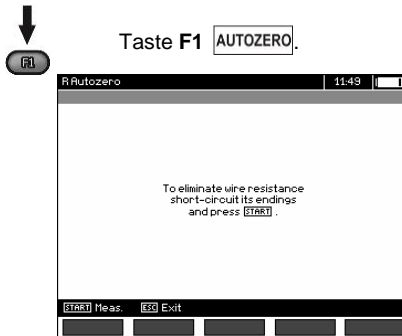 Taste F1 AUTOZERO.
F1
R Autozero 11:49
To eliminate wire resistance
short-circuit its endings
and press START .
START Meas. ESC Exit